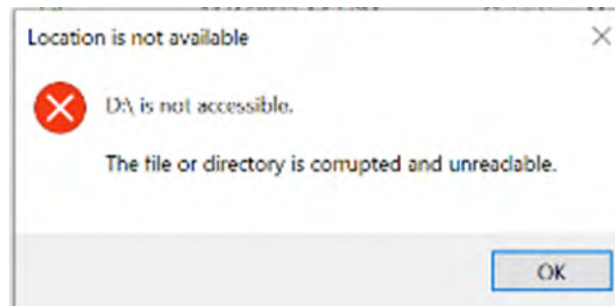 Location is not available
D:\ is not accessible.
The file or directory is corrupted and unreadable.
OK